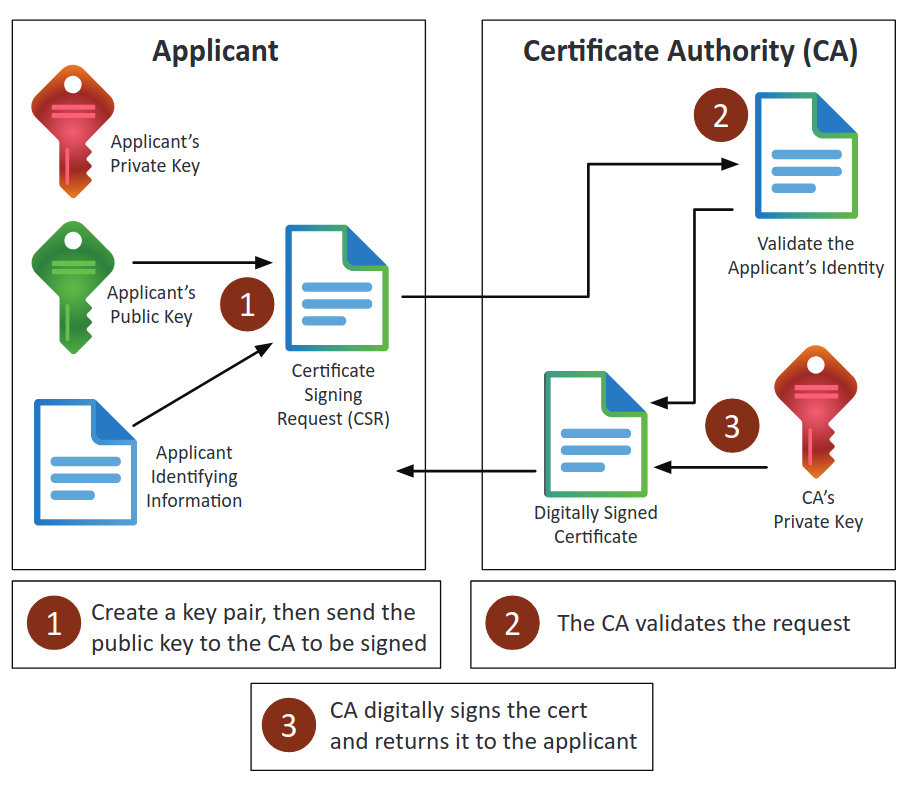 Applicant
Applicant’s
Private Key
Applicant’s
Public Key
1
Certificate
Signing
Request (CSR)
Applicant
Identifying
Information
Certificate Authority (CA)
2
Validate the
Applicant’s Identity
3
CA’s
Private Key
Digitally Signed
Certificate
1
Create a key pair, then send the
public key to the CA to be signed
2
The CA validates the request
3
CA digitally signs the cert
and returns it to the applicant